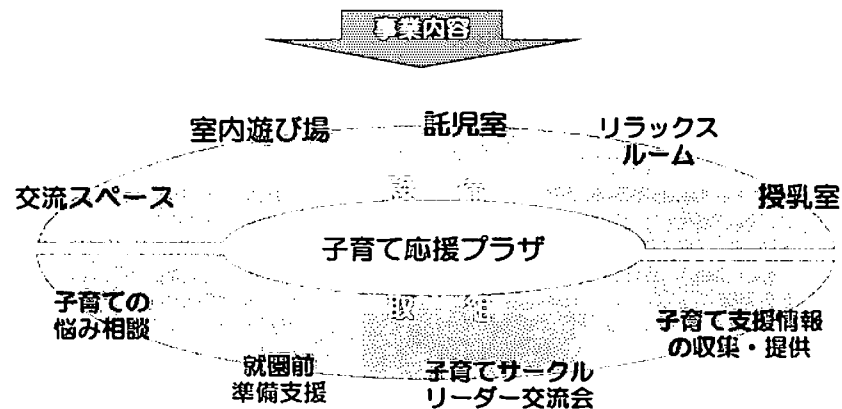 事業内容
室内遊び場
託児室
リラックス
ルーム
交流スペース
授乳室
子育て応援プラザ
取 組
子育ての
悩み相談
就園前
準備支援
子育てサークル
リーダー交流会
子育て支援情報
の収集・提供